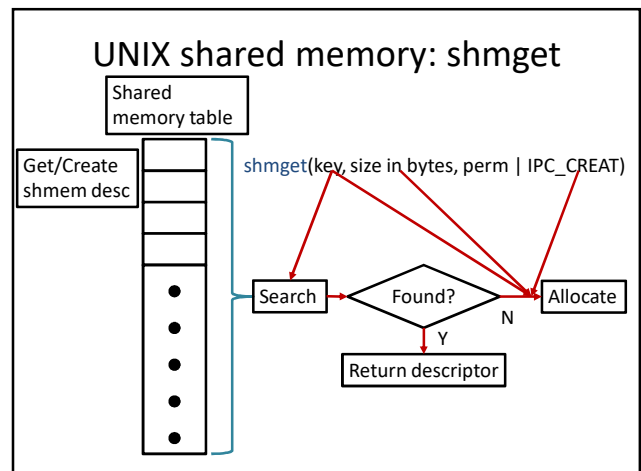 UNIX shared memory: shmget
Shared
memory table
Get/Create
shmem desc
shmget(key, size in bytes, perm | IPC_CREAT)
Search
Found?
N
Allocate
Y
Return descriptor